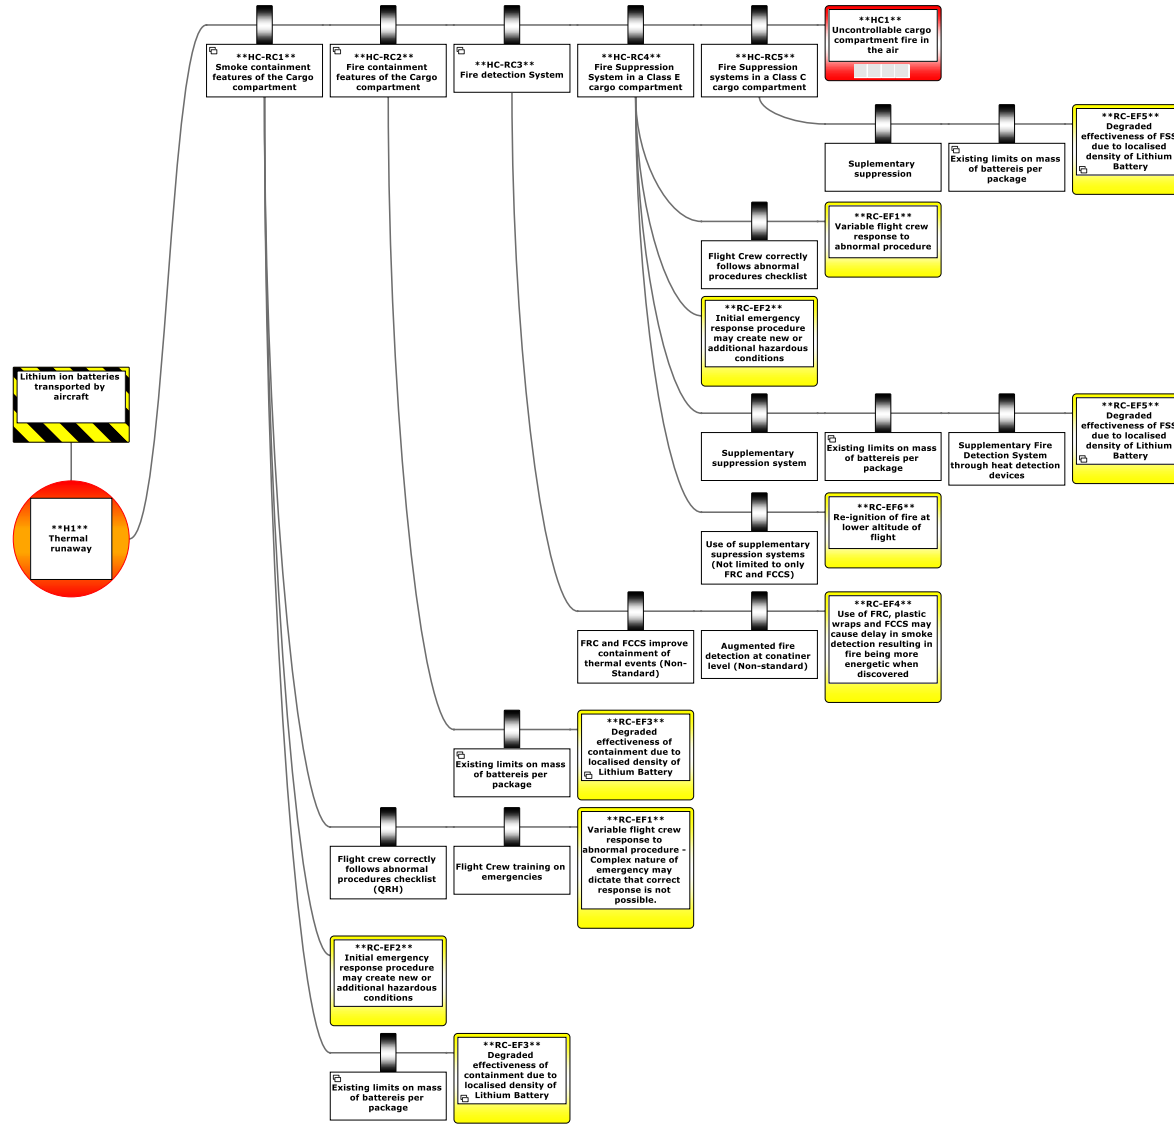 **HC1**
Uncontrollable cargo
compartment fire in
the air
**HC-RC1**
Smoke containment
features of the Cargo
compartment
**HC-RC2**
Fire containment
features of the Cargo
compartment
**HC-RC3**
Fire detection System
**HC-RC4**
Fire Suppression
System in a Class E
cargo compartment
**HC-RC5**
Fire Suppression
systems in a Class C
cargo compartment
Suplementary
suppression
Existing limits on mass
of battereis per
package
**RC-EF5**
Degraded
effectiveness of FSS
due to localised
density of Lithium
Battery
Flight Crew correctly
follows abnormal
procedures checklist
**RC-EF1**
Variable flight crew
response to
abnormal procedure
**RC-EF2**
Initial emergency
response procedure
may create new or
additional hazardous
conditions
Lithium ion batteries
transported by
aircraft
**H1**
Thermal
runaway
Supplementary
suppression system
Existing limits on mass
of battereis per
package
Supplementary Fire
Detection System
through heat detection
devices
**RC-EF5**
Degraded
effectiveness of FSS
due to localised
density of Lithium
Battery
Use of supplementary
supression systems
(Not limited to only
FRC and FCCS)
**RC-EF6**
Re-ignition of fire at
lower altitude of
flight
FRC and FCCS improve
containment of
thermal events (Non-
Standard)
Augmented fire
detection at conatiner
level (Non-standard)
**RC-EF4**
Use of FRC, plastic
wraps and FCCS may
cause delay in smoke
detection resulting in
fire being more
energetic when
discovered
Existing limits on mass
of battereis per
package
**RC-EF3**
Degraded
effectiveness of
containment due to
localised density of
Lithium Battery
Flight crew correctly
follows abnormal
procedures checklist
(QRH)
Flight Crew training on
emergencies
**RC-EF1**
Variable flight crew
response to
abnormal procedure -
Complex nature of
emergency may
dictate that correct
response is not
possible.
**RC-EF2**
Initial emergency
response procedure
may create new or
additional hazardous
conditions
Existing limits on mass
of battereis per
package
**RC-EF3**
Degraded
effectiveness of
containment due to
localised density of
Lithium Battery